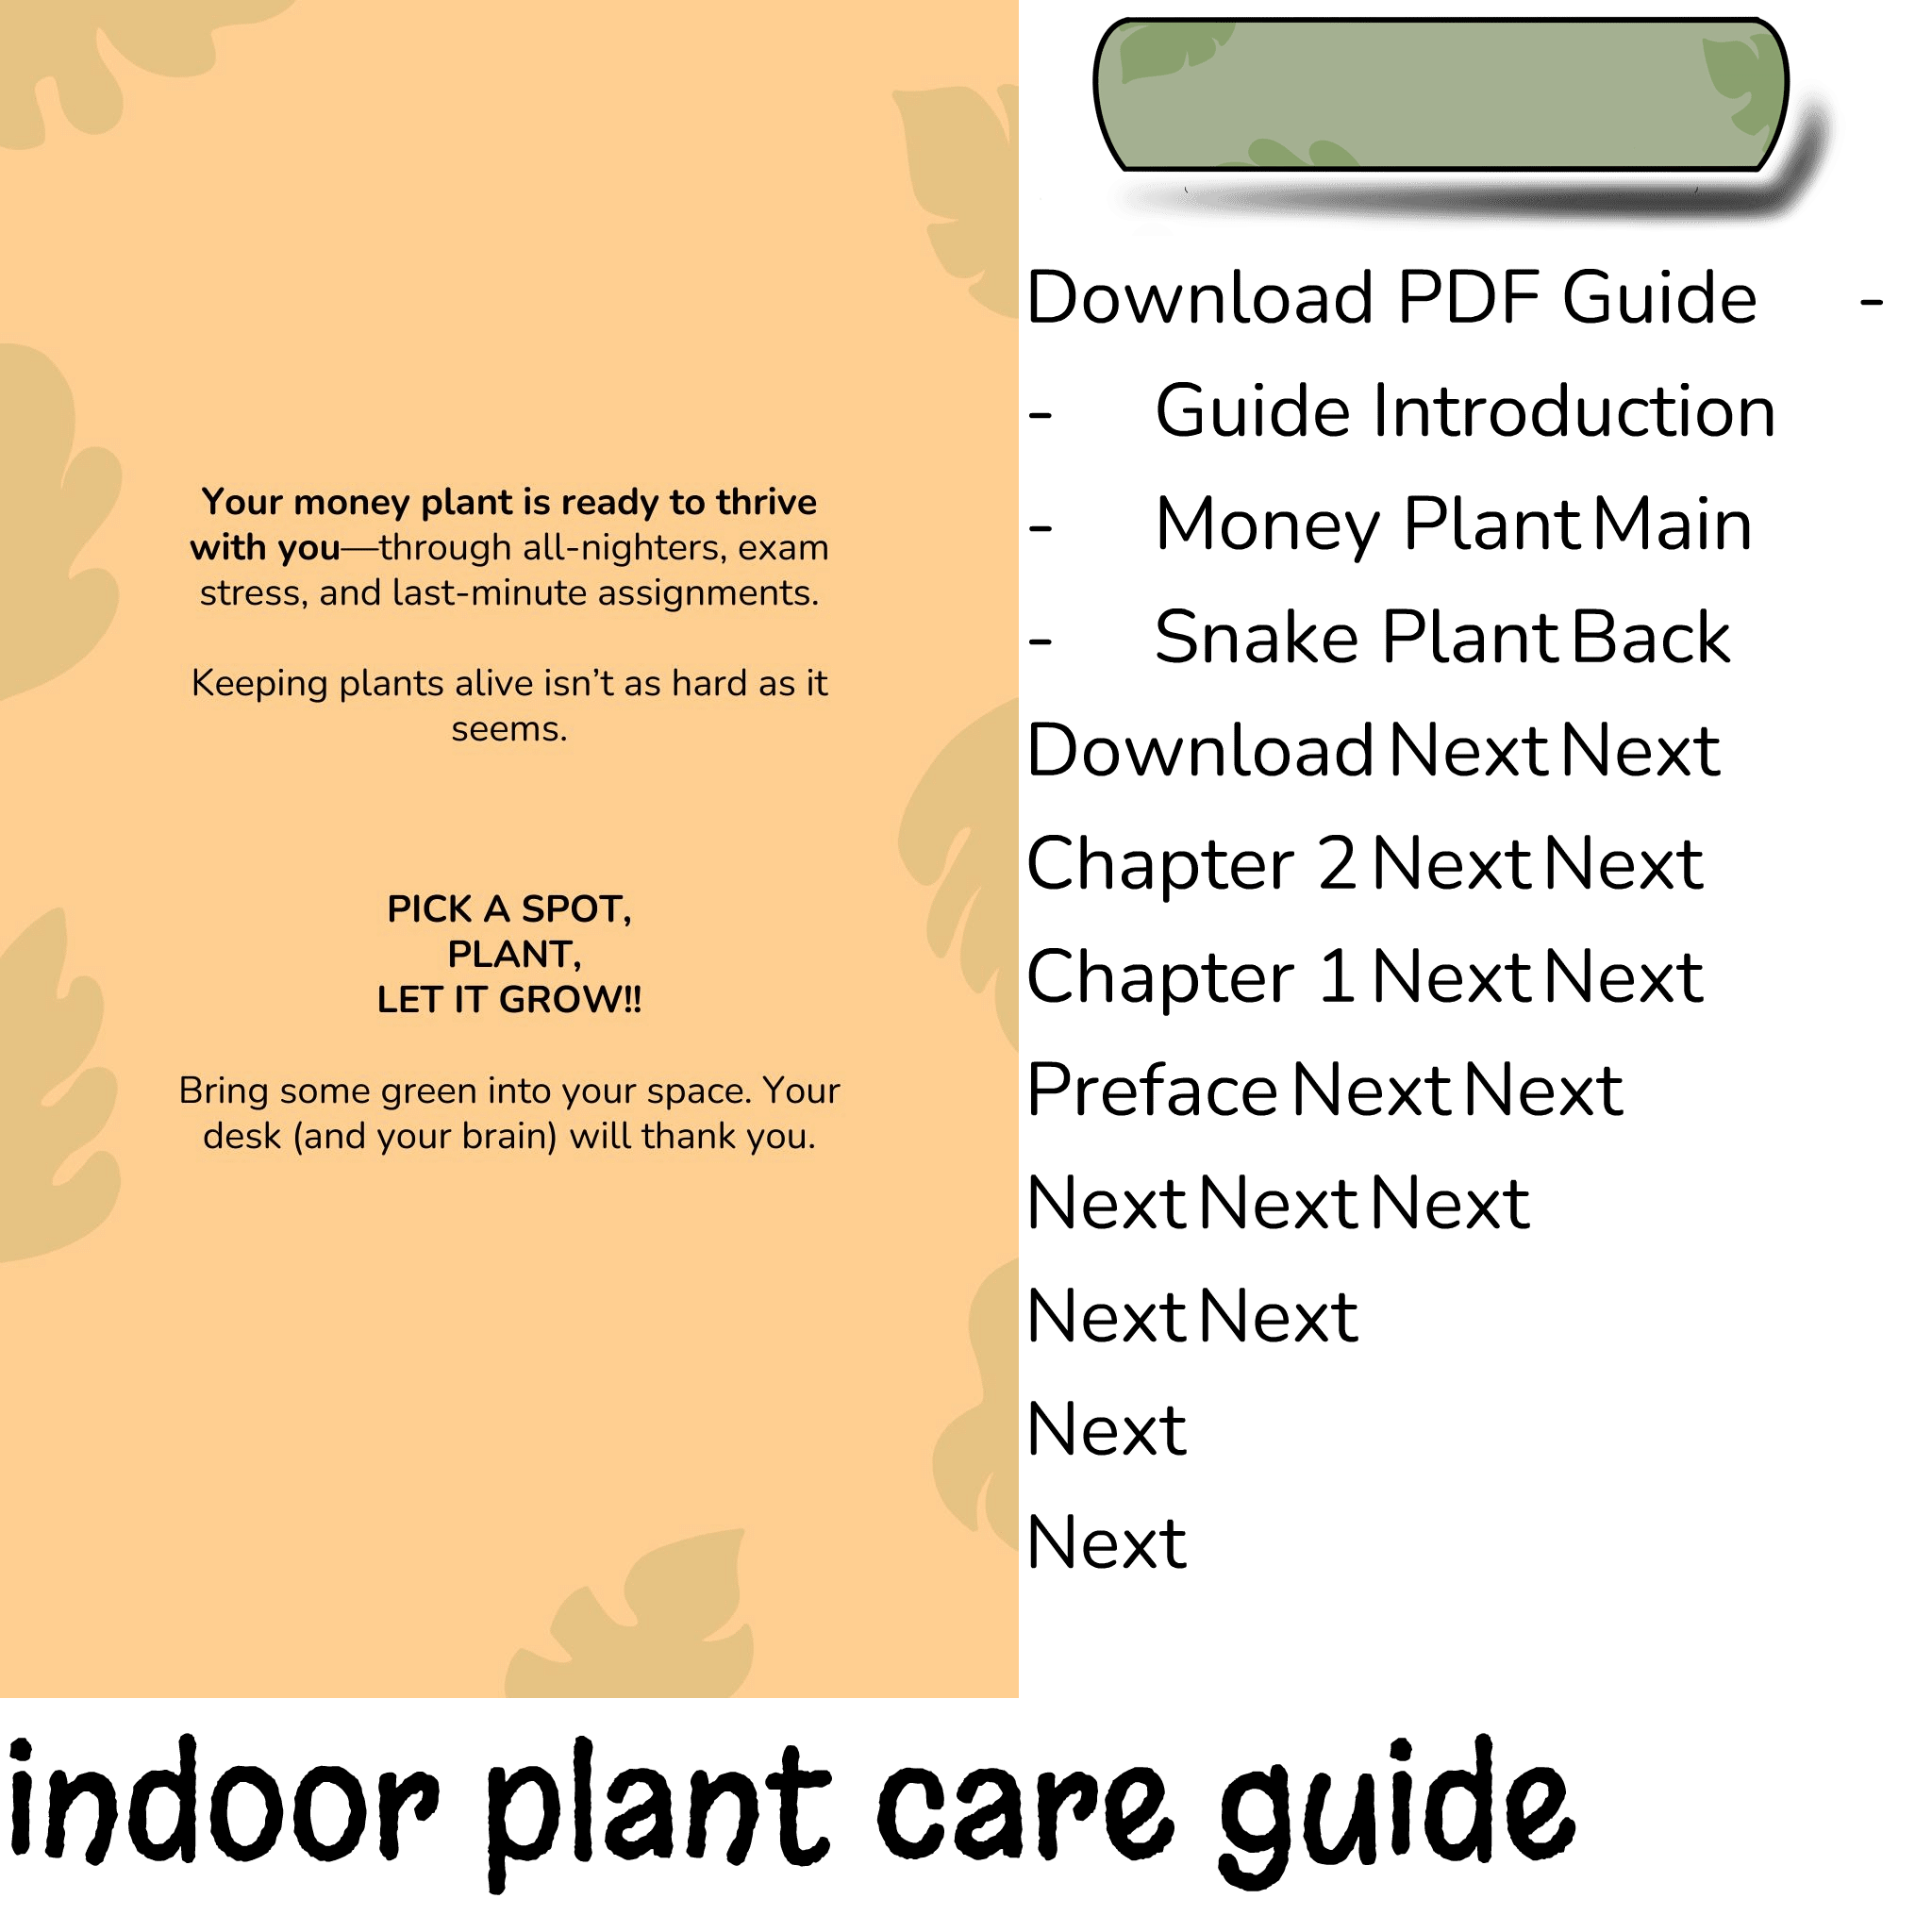 Your money plant is ready to thrive
with you—through all-nighters, exam
stress, and last-minute assignments.
Keeping plants alive isn’t as hard as it
seems.
PICK A SPOT,
PLANT,
LET IT GROW!!
Bring some green into your space. Your
desk (and your brain) will thank you.
Download PDF Guide -
- Guide Introduction
- Money Plant Main
- Snake Plant Back
Download Next Next
Chapter 2 Next Next
Chapter 1 Next Next
Preface Next Next
Next Next Next
Next Next
Next
Next
indoor plant care guide